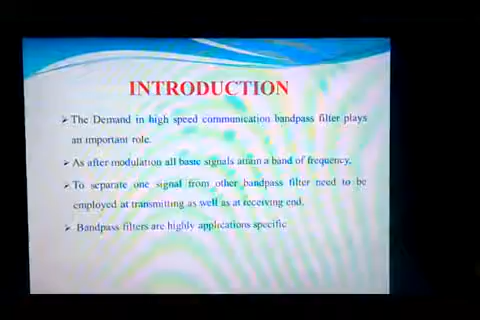 INTRODUCTION
➢ The Demand in high speed communication bandpass filter plays
an important role.
➢ As after modulation all basic signals attain a band of frequency.
➢ To separate one signal from other bandpass filter need to be
employed at transmitting as well as at receiving end.
➢ Bandpass filters are highly applications specific